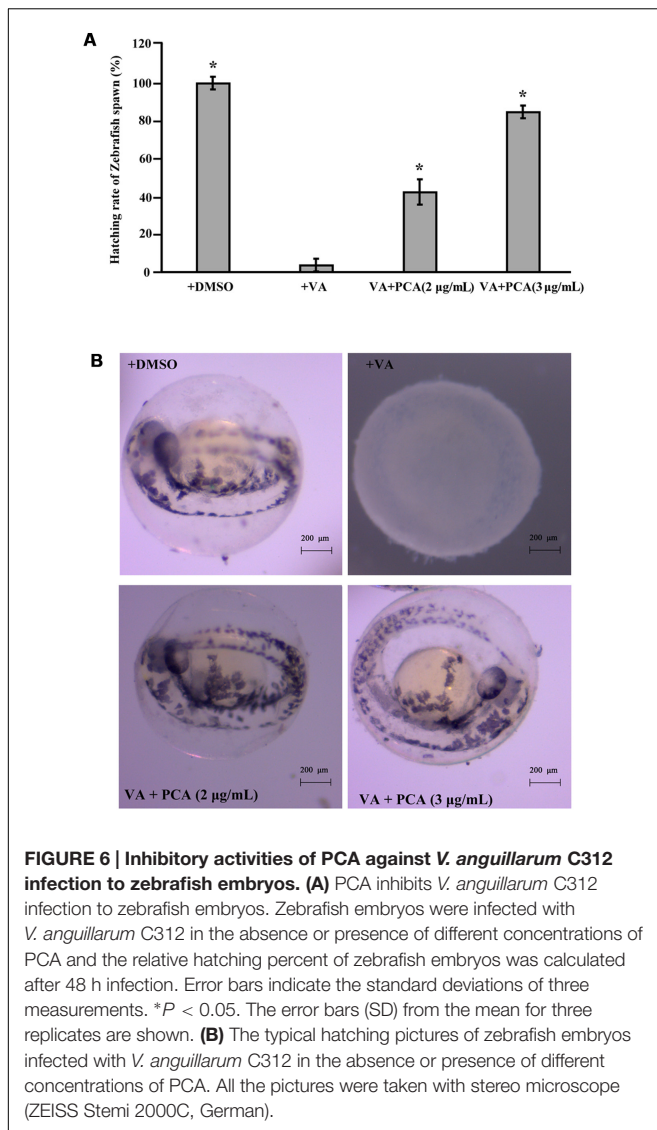 A
120
100
80
60
40
20
0
Hatching rate of Zebrafish spawn (%)
*
*
*
+DMSO
+VA
VA+PCA(2 µg/mL)
VA+PCA(3 µg/mL)
B
+DMSO
200 µm
+VA
200 µm
VA + PCA (2 µg/mL)
200 µm
VA + PCA (3 µg/mL)
200 µm
FIGURE 6 | Inhibitory activities of PCA against V. anguillarum C312
infection to zebrafish embryos. (A) PCA inhibits V. anguillarum C312
infection to zebrafish embryos. Zebrafish embryos were infected with
V. anguillarum C312 in the absence or presence of different concentrations of
PCA and the relative hatching percent of zebrafish embryos was calculated
after 48 h infection. Error bars indicate the standard deviations of three
measurements. *P < 0.05. The error bars (SD) from the mean for three
replicates are shown. (B) The typical hatching pictures of zebrafish embryos
infected with V. anguillarum C312 in the absence or presence of different
concentrations of PCA. All the pictures were taken with stereo microscope
(ZEISS Stemi 2000C, German).